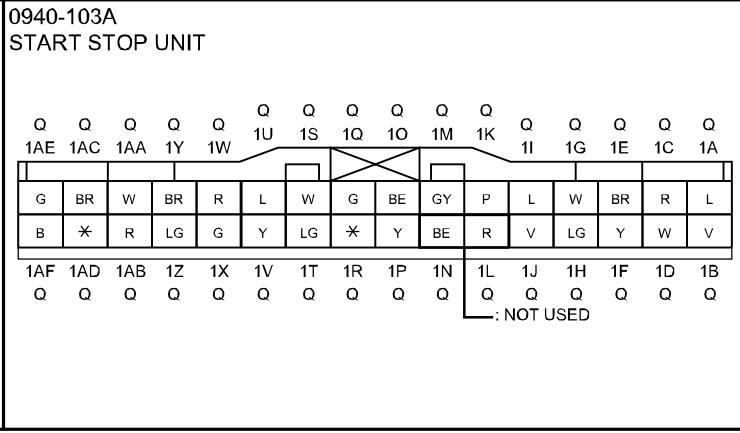 0940-103A
START STOP UNIT
Q Q Q Q Q Q Q Q Q Q Q Q Q Q Q Q
1AE 1AC 1AA 1Y 1W 1U 1S 1Q 1O 1M 1K 1I 1G 1E 1C 1A
G BR W BR R L W G BE GY P L W BR R L
B * R LG G Y LG * Y BE R V LG Y W V
1AF 1AD 1AB 1Z 1X 1V 1T 1R 1P 1N 1L 1J 1H 1F 1D 1B
Q Q Q Q Q Q Q Q Q Q Q Q Q Q Q Q
: NOT USED